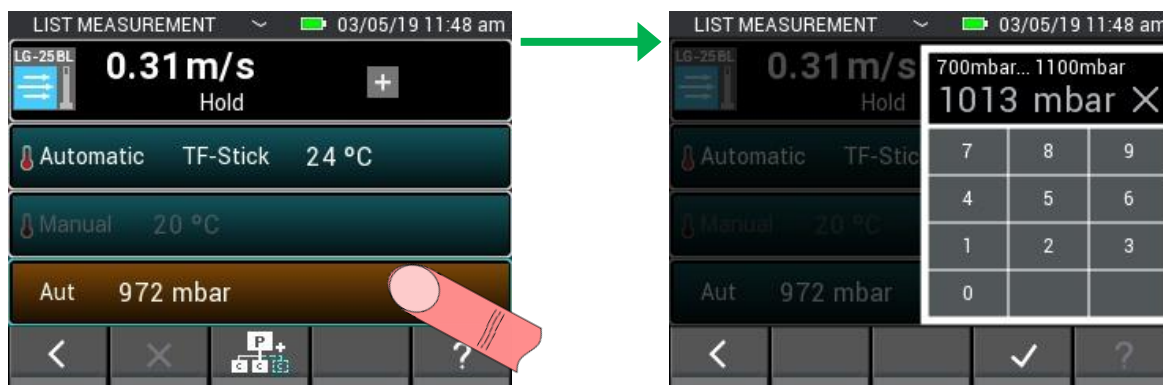 LIST MEASUREMENT 03/05/19 11:48 am
LG-25BL
0.31 m/s
Hold
+
Automatic TF-Stick 24 ºC
Manual 20 ºC
Aut 972 mbar
P +
c c c
?
LIST MEASUREMENT 03/05/19 11:48 am
LG-25BL
0.31 m/s
Hold
700mbar... 1100mbar
1013 mbar
Automatic TF-Stic
7 8 9
4 5 6
Manual 20 ºC
1 2 3
Aut 972 mbar
0
?